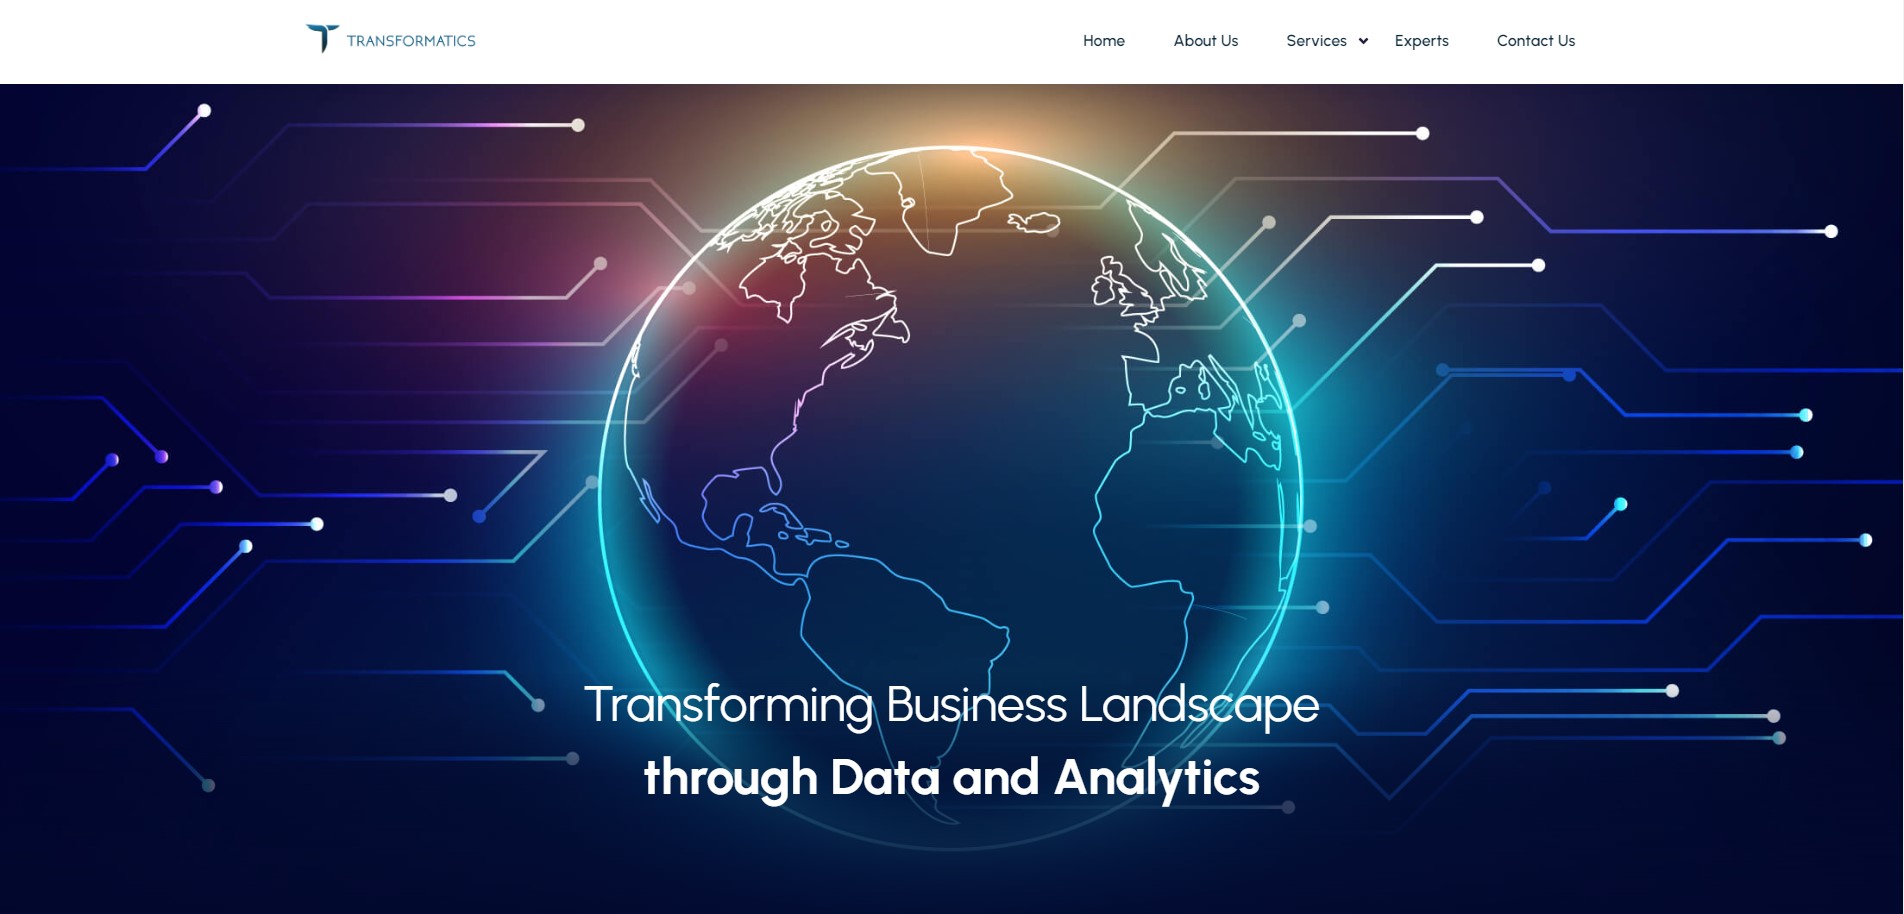 TRANSFORMATICS
Home About Us Services Experts Contact Us
Transforming Business Landscape
through Data and Analytics